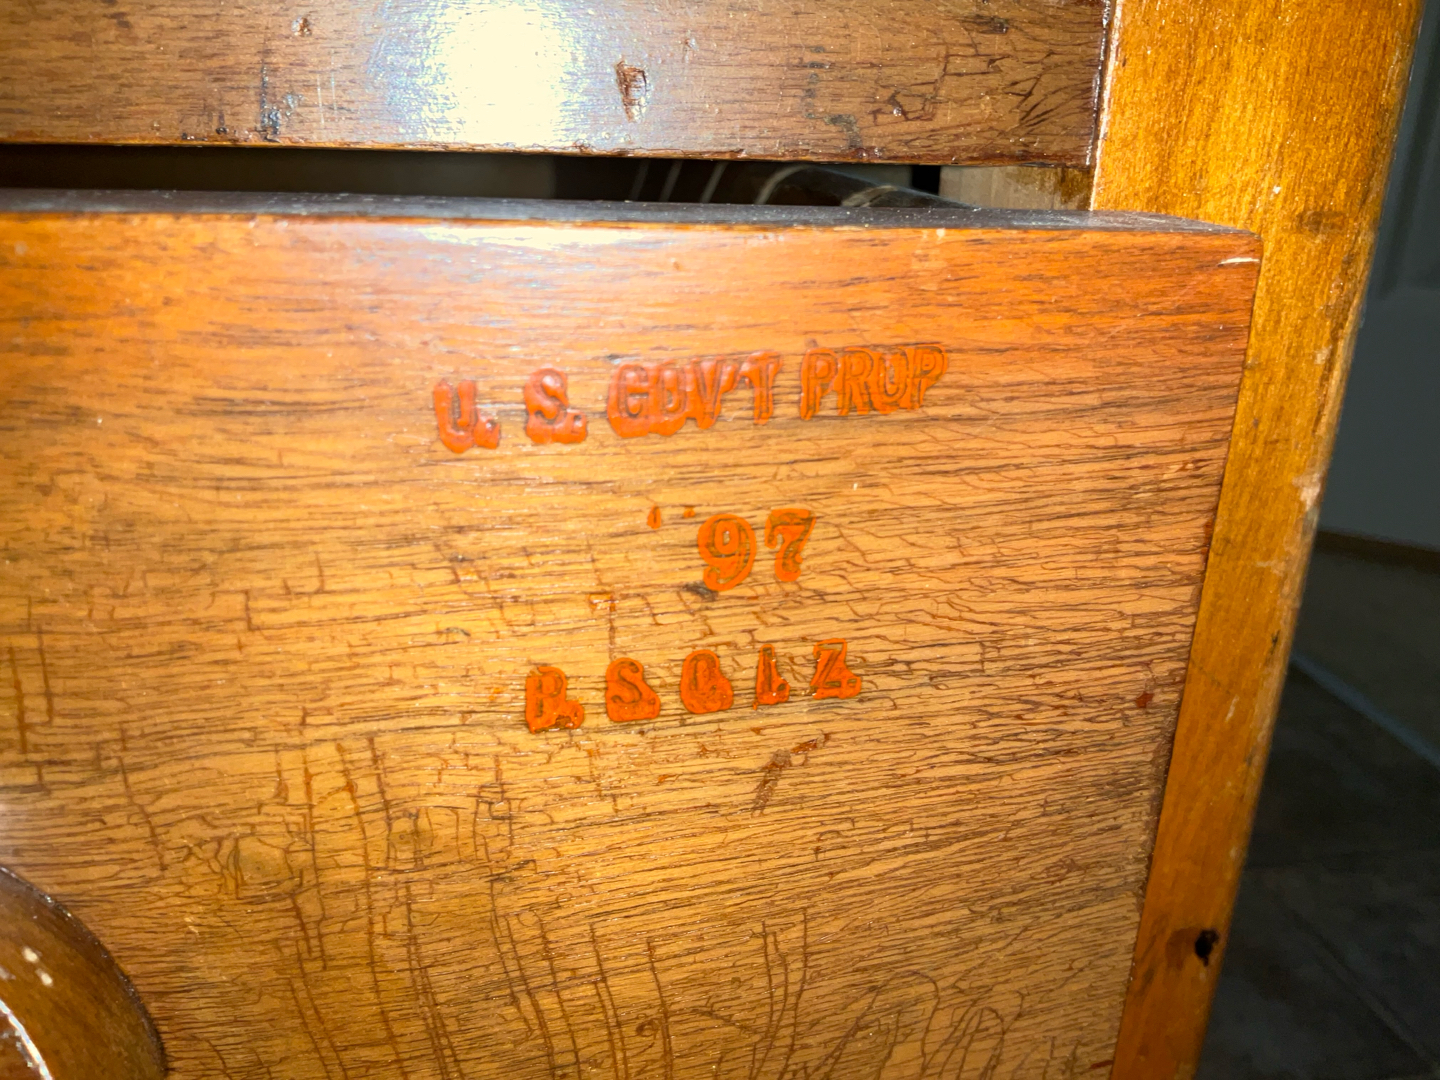 U. S. GOV'T PROP
97
P. S. C. I. Z.